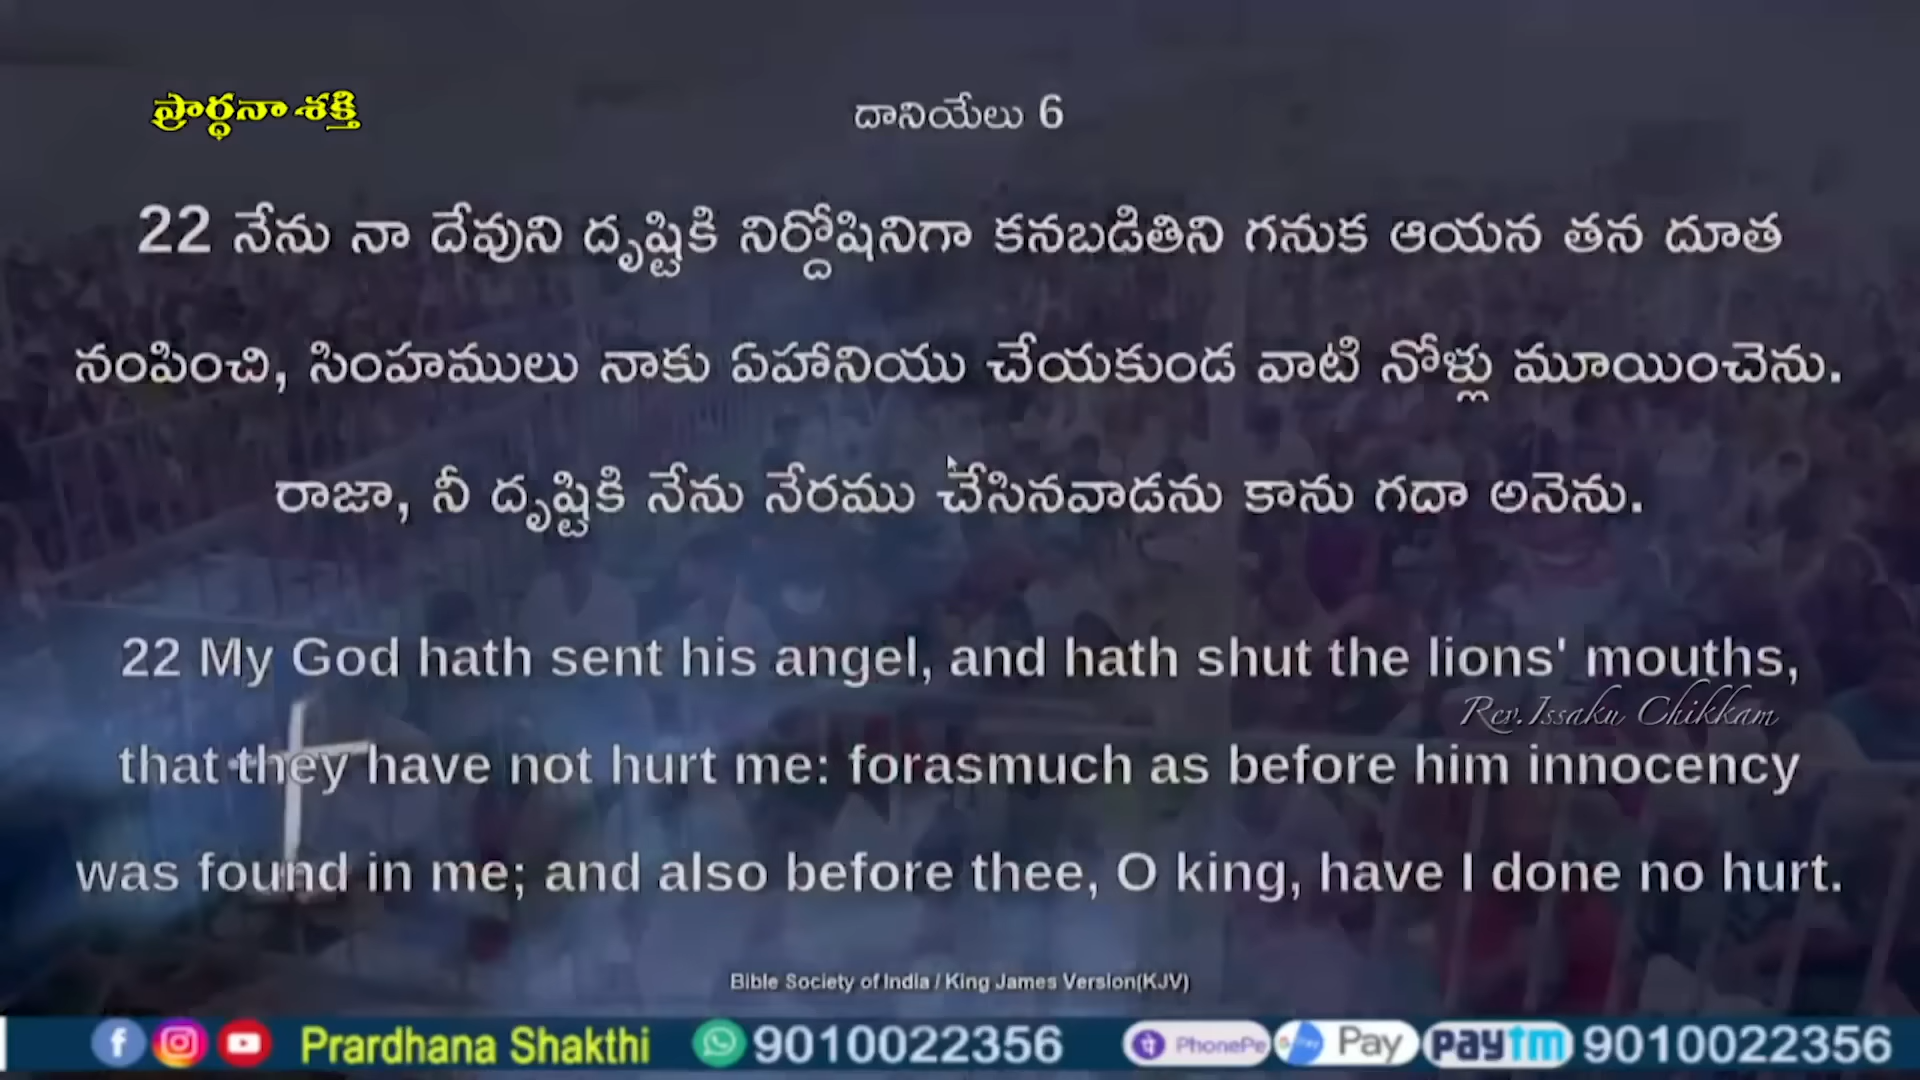 ప్రార్ధనా శక్తి
దానియేలు 6
22 నేను నా దేవుని దృష్టికి నిర్దోషినిగా కనబడితిని గనుక ఆయన తన దూత
నంపించి, సింహములు నాకు ఏహానియు చేయకుండ వాటి నోళ్లు మూయించెను.
రాజా, నీ దృష్టికి నేను నేరము చేసినవాడను కాను గదా అనెను.
22 My God hath sent his angel, and hath shut the lions' mouths,
Rev.Issaku Chikkam
that they have not hurt me: forasmuch as before him innocency
was found in me; and also before thee, O king, have I done no hurt.
Bible Society of India / King James Version(KJV)
Prardhana Shakthi 9010022356 PhonePe G Pay Pay paytm 9010022356